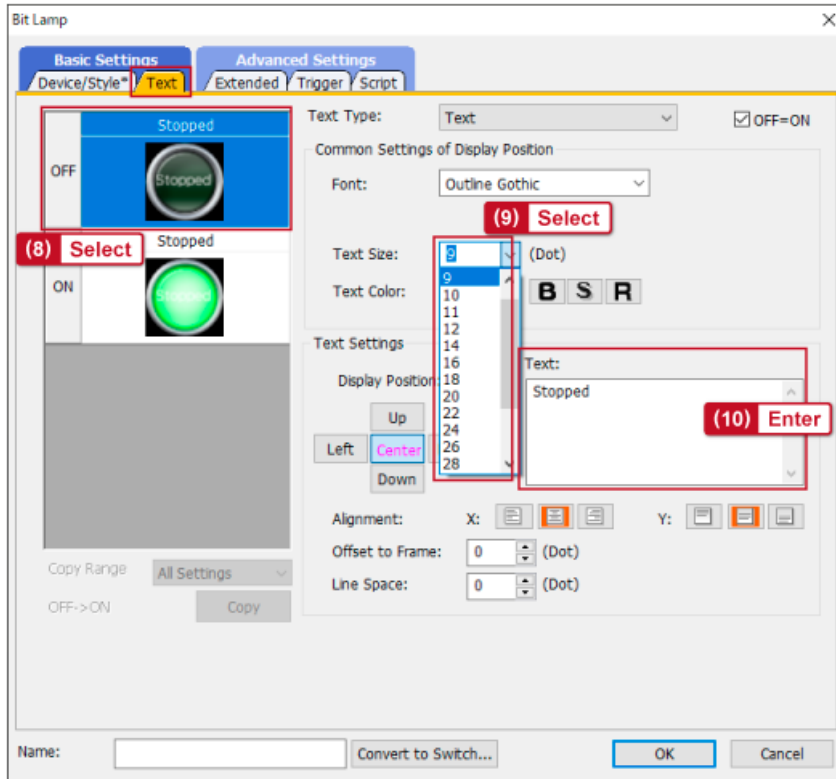 Bit Lamp
Basic Settings
Advanced Settings
Device/Style*
Text
Extended
Trigger
Script
Stopped
OFF
Stopped
(8) Select
Stopped
ON
Stopped
Copy Range
All Settings
OFF->ON
Copy
Text Type:
Text
OFF=ON
Common Settings of Display Position
Font:
Outline Gothic
(9) Select
Text Size:
9
(Dot)
Text Color:
B S R
9
10
11
12
14
16
18
20
22
24
26
28
Text Settings
Display Position:
Up
Left
Center
Down
Text:
Stopped
(10) Enter
Alignment:
X:
Y:
Offset to Frame:
0
(Dot)
Line Space:
0
(Dot)
Name:
Convert to Switch...
OK
Cancel